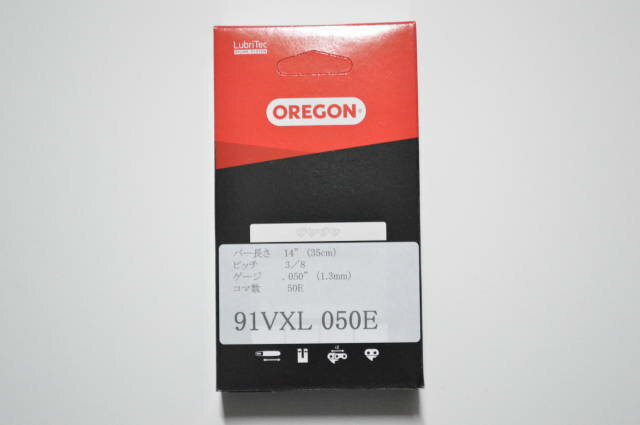 LubriTec
OREGON
バー長さ 14" (35cm)
ピッチ 3／8
ゲージ .050" (1.3mm)
コマ数 50E
91VXL 050E